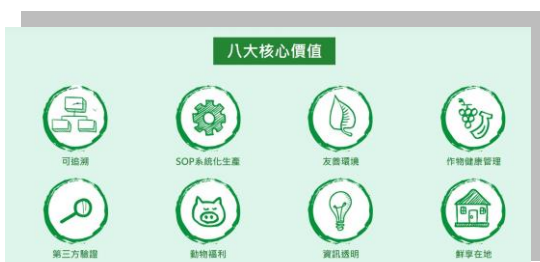 八大核心價值
可追溯
SOP系統化生產
友善環境
作物健康管理
第三方驗證
動物福利
資訊透明
鮮享在地